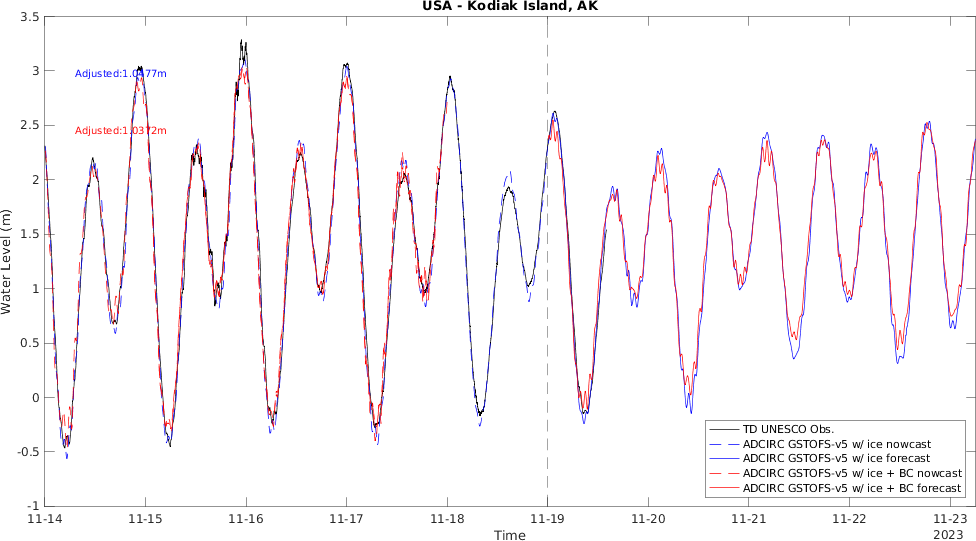 USA - Kodiak Island, AK
3.5
3
2.5
2
1.5
1
0.5
0
-0.5
-1
Water Level (m)
Adjusted:1.0477m
Adjusted:1.0372m
TD UNESCO Obs.
ADCIRC GSTOFS-v5 w/ ice nowcast
ADCIRC GSTOFS-v5 w/ ice forecast
ADCIRC GSTOFS-v5 w/ ice + BC nowcast
ADCIRC GSTOFS-v5 w/ ice + BC forecast
11-14 11-15 11-16 11-17 11-18 11-19 11-20 11-21 11-22 11-23
Time 2023